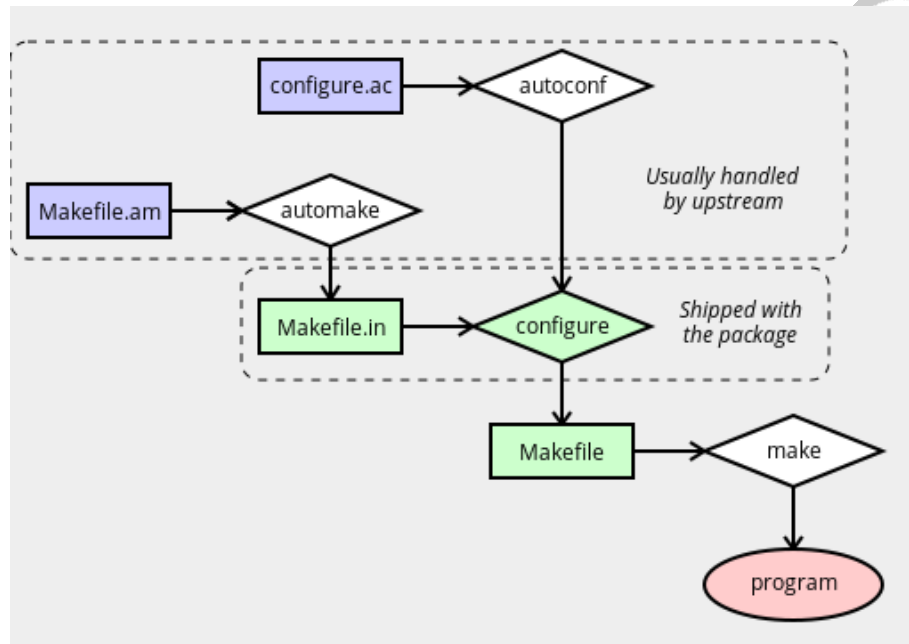 configure.ac
autoconf
Usually handled
by upstream
Makefile.am
automake
Makefile.in
configure
Shipped with
the package
Makefile
make
program